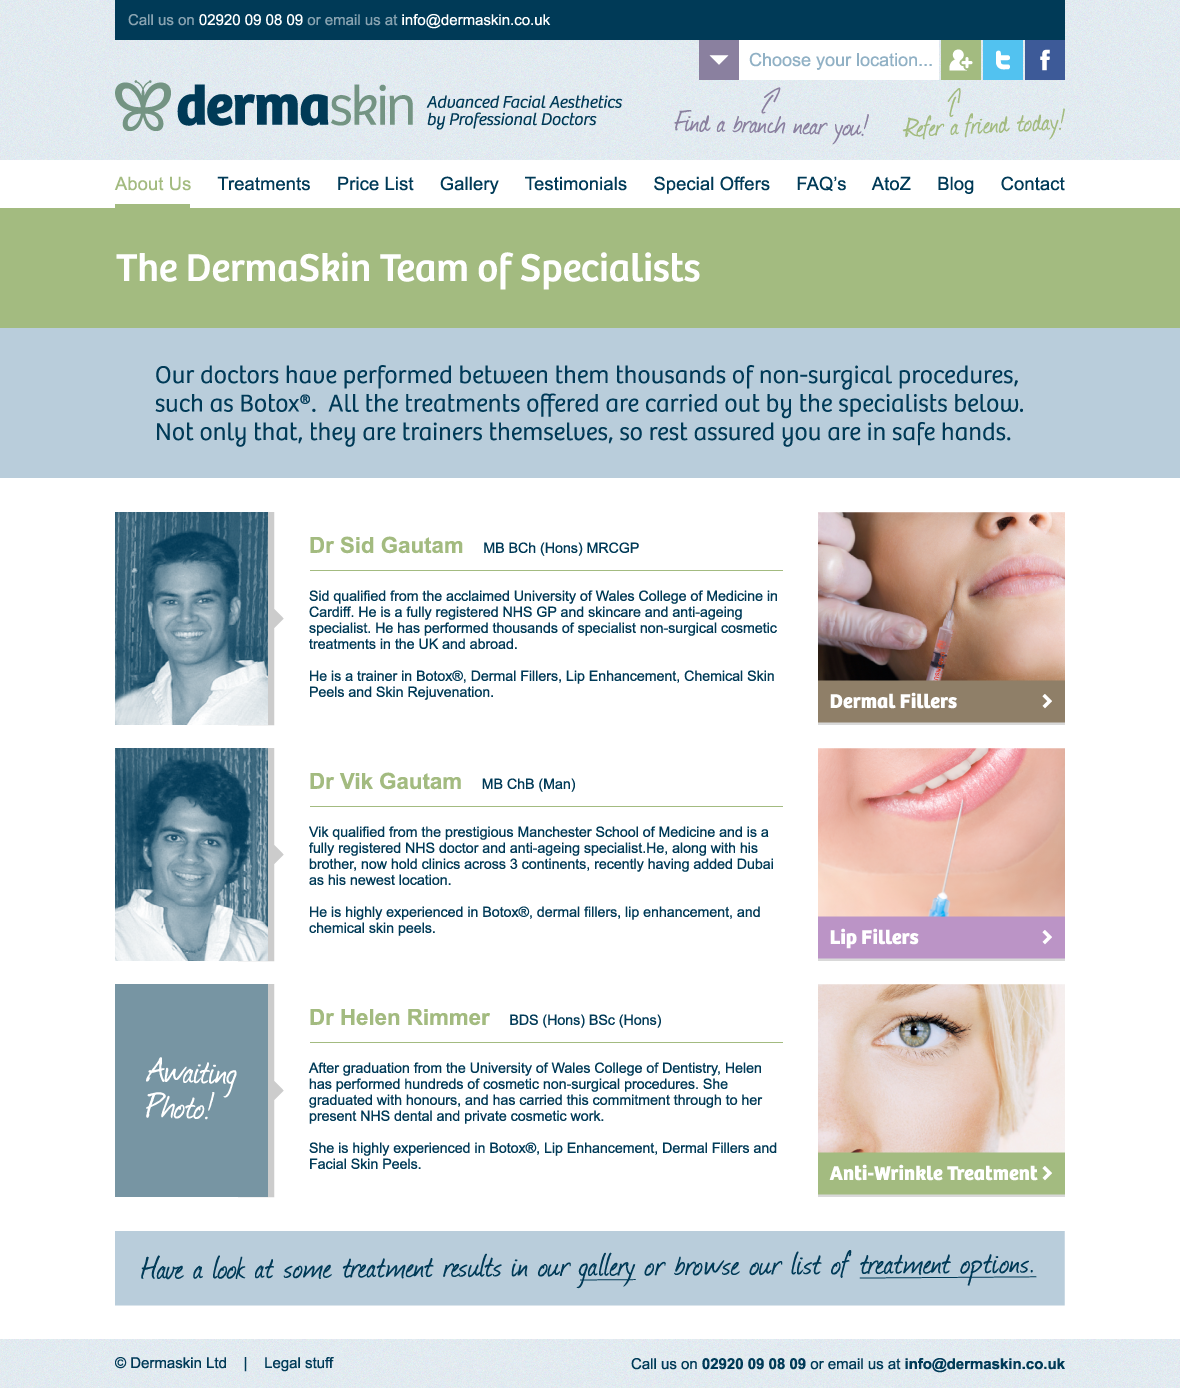 Call us on 02920 09 08 09 or email us at info@dermaskin.co.uk
Choose your location...
dermaskin
Advanced Facial Aesthetics
by Professional Doctors
Find a branch near you!
Refer a friend today!
About Us Treatments Price List Gallery Testimonials Special Offers FAQ's AtoZ Blog Contact
The DermaSkin Team of Specialists
Our doctors have performed between them thousands of non-surgical procedures,
such as Botox®. All the treatments offered are carried out by the specialists below.
Not only that, they are trainers themselves, so rest assured you are in safe hands.
Dr Sid Gautam MB BCh (Hons) MRCGP
Sid qualified from the acclaimed University of Wales College of Medicine in
Cardiff. He is a fully registered NHS GP and skincare and anti-ageing
specialist. He has performed thousands of specialist non-surgical cosmetic
treatments in the UK and abroad.
He is a trainer in Botox®, Dermal Fillers, Lip Enhancement, Chemical Skin
Peels and Skin Rejuvenation.
Dermal Fillers
Dr Vik Gautam MB ChB (Man)
Vik qualified from the prestigious Manchester School of Medicine and is a
fully registered NHS doctor and anti-ageing specialist.He, along with his
brother, now hold clinics across 3 continents, recently having added Dubai
as his newest location.
He is highly experienced in Botox®, dermal fillers, lip enhancement, and
chemical skin peels.
Lip Fillers
Awaiting
Photo!
Dr Helen Rimmer BDS (Hons) BSc (Hons)
After graduation from the University of Wales College of Dentistry, Helen
has performed hundreds of cosmetic non-surgical procedures. She
graduated with honours, and has carried this commitment through to her
present NHS dental and private cosmetic work.
She is highly experienced in Botox®, Lip Enhancement, Dermal Fillers and
Facial Skin Peels.
Anti-Wrinkle Treatment
Have a look at some treatment results in our gallery or browse our list of treatment options.
© Dermaskin Ltd | Legal stuff
Call us on 02920 09 08 09 or email us at info@dermaskin.co.uk